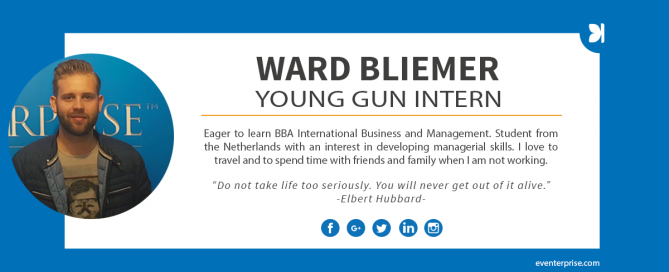 WARD BLIEMER
YOUNG GUN INTERN
RPRISE™
Eager to learn BBA International Business and Management. Student from
the Netherlands with an interest in developing managerial skills. I love to
travel and to spend time with friends and family when I am not working.
"Do not take life too seriously. You will never get out of it alive."
-Elbert Hubbard-
f G+ in
eventerprise.com